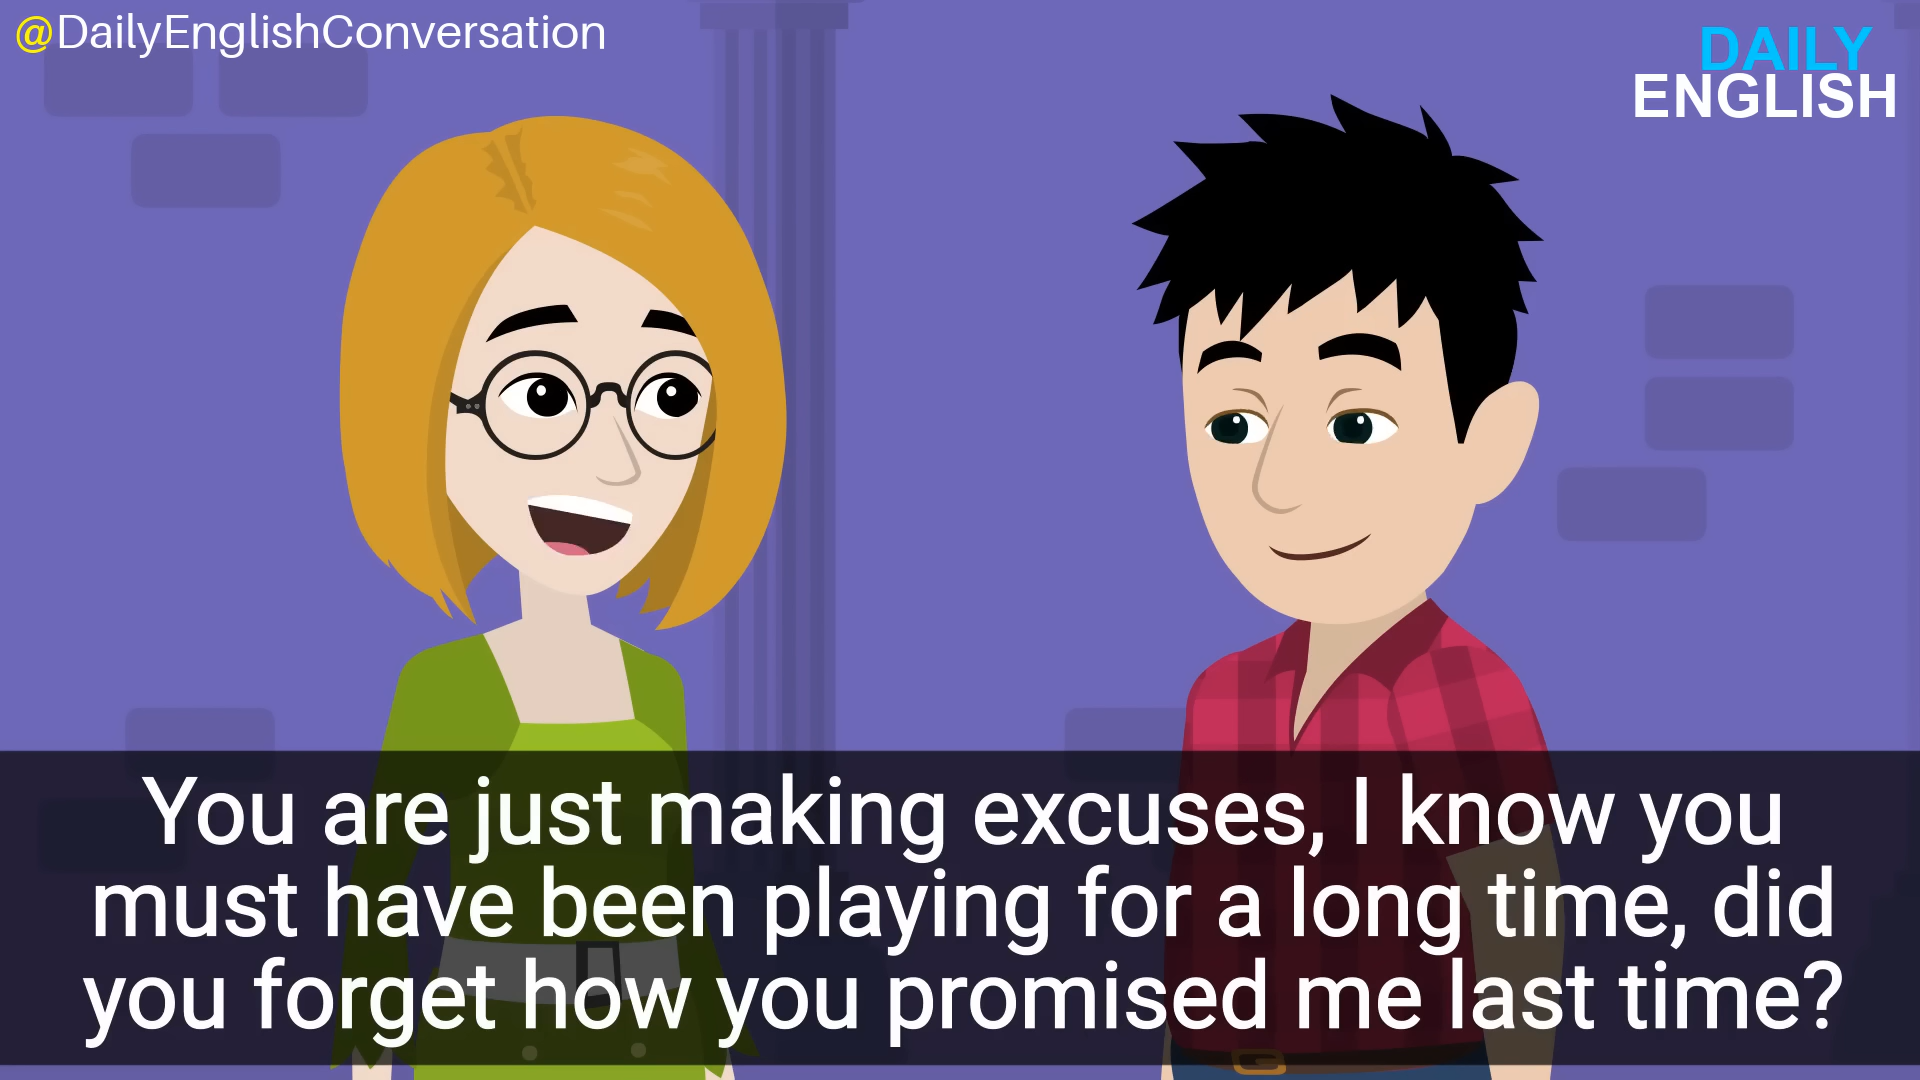 @DailyEnglishConversation
DAILY
ENGLISH
You are just making excuses, I know you
must have been playing for a long time, did
you forget how you promised me last time?